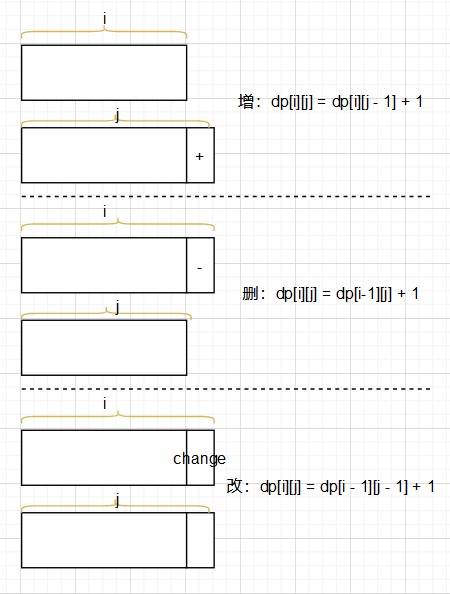 i
增：dp[i][j] = dp[i][j - 1] + 1
j
+
i
-
删：dp[i][j] = dp[i-1][j] + 1
j
i
change
改：dp[i][j] = dp[i - 1][j - 1] + 1
j